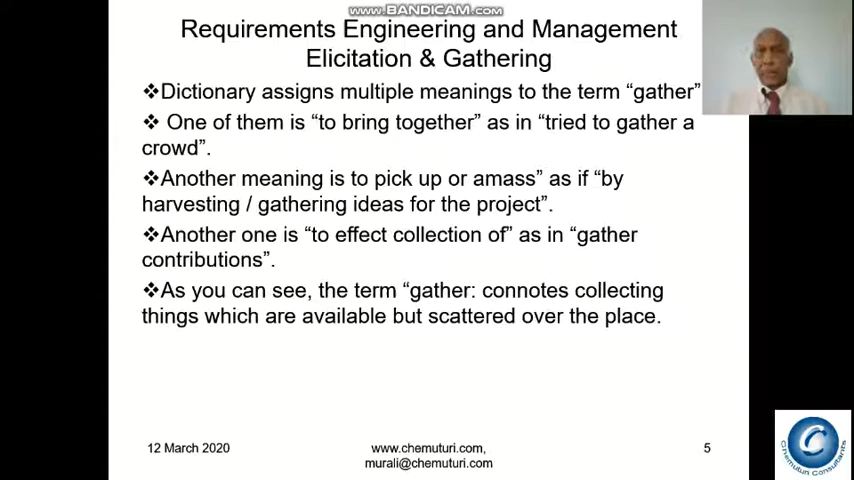 www.BANDICAM.com
Requirements Engineering and Management
Elicitation & Gathering
❖Dictionary assigns multiple meanings to the term “gather”
❖ One of them is “to bring together” as in “tried to gather a
crowd”.
❖Another meaning is to pick up or amass” as if “by
harvesting / gathering ideas for the project”.
❖Another one is “to effect collection of” as in “gather
contributions”.
❖As you can see, the term “gather: connotes collecting
things which are available but scattered over the place.
12 March 2020
www.chemuturi.com,
murali@chemuturi.com
5
Chemuturi Consultants